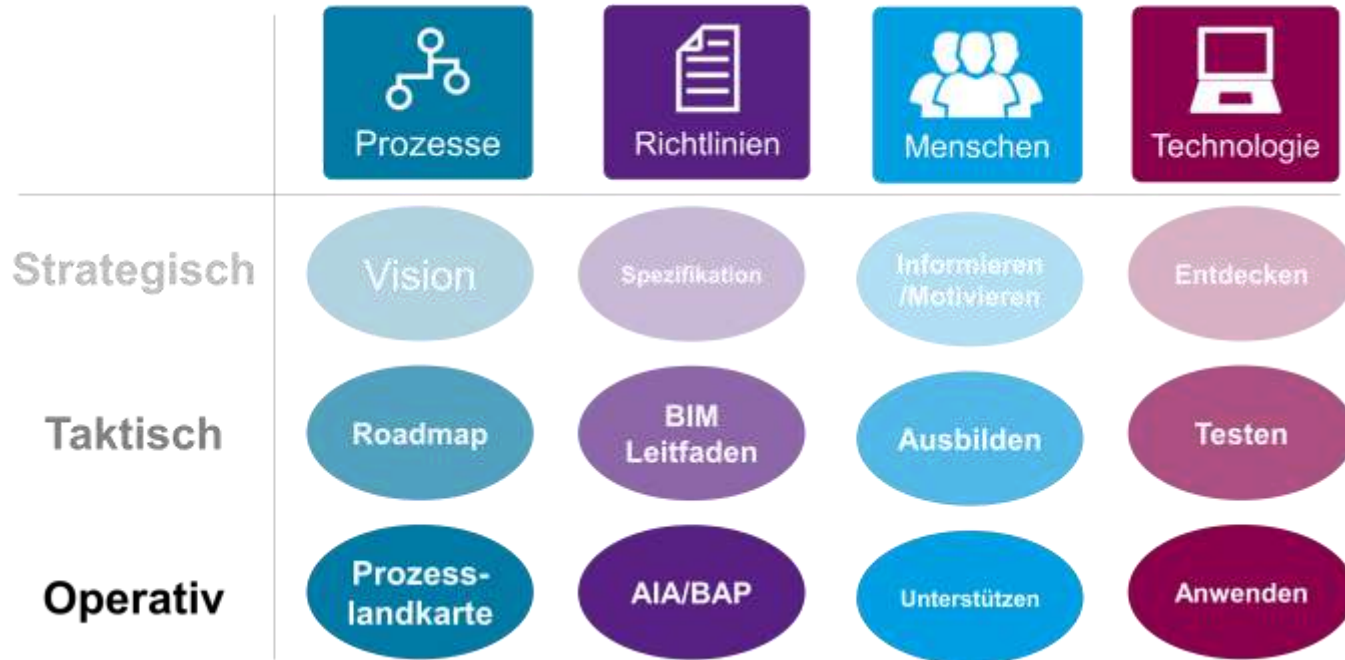 Prozesse
Richtlinien
Menschen
Technologie
Strategisch
Vision
Spezifikation
Informieren
/Motivieren
Entdecken
Taktisch
Roadmap
BIM
Leitfaden
Ausbilden
Testen
Operativ
Prozess-
landkarte
AIA/BAP
Unterstützen
Anwenden